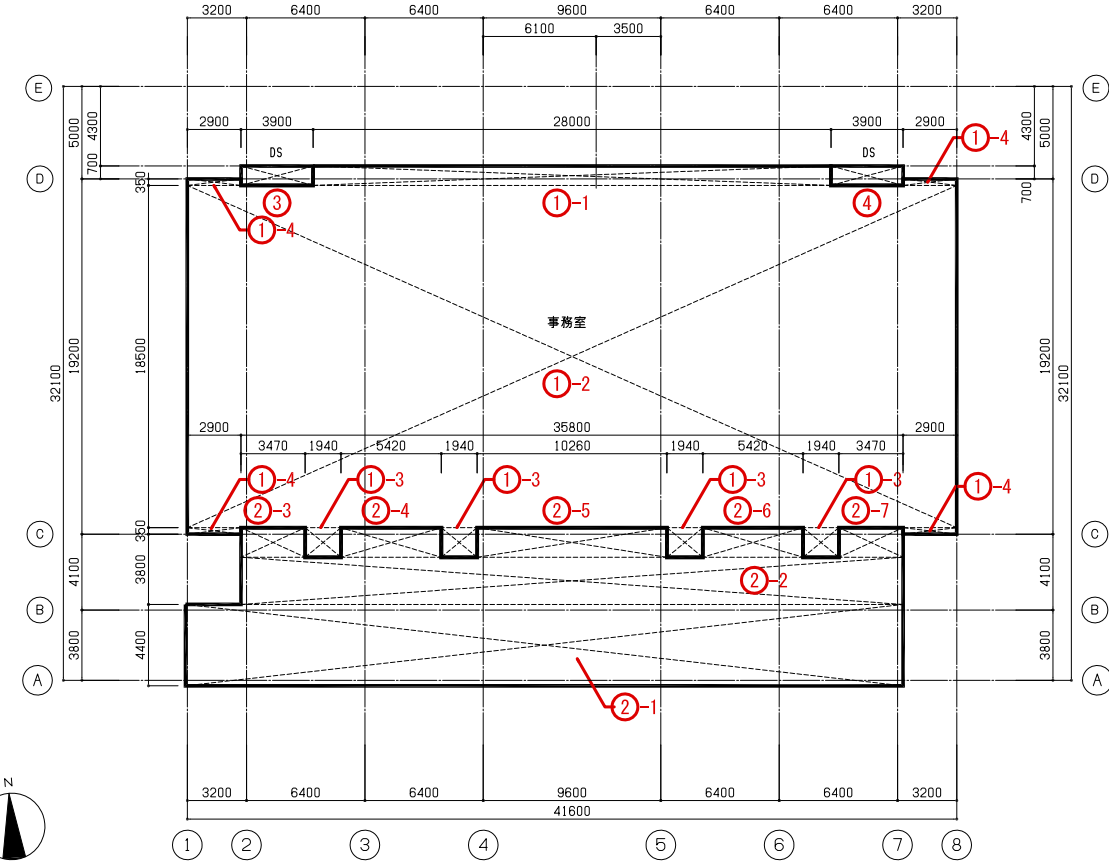 3200 6400 6400 9600 6400 6400 3200
6100 3500
E E
5000 4300 4300 5000
2900 3900 28000 3900 2900
DS DS ①-4
700 700
D D
350
③ ①-1 ④
①-4
事務室
32100 19200 18500 19200 32100
①-2
2900 35800 2900
3470 1940 5420 1940 10260 1940 5420 1940 3470
①-4 ①-3 ①-3 ①-3 ①-3 ①-4
②-3 ②-4 ②-5 ②-6 ②-7
350
C C
4100 3800 4100
②-2
B B
3800 4400 3800
A A
②-1
N
3200 6400 6400 9600 6400 6400 3200
41600
1 2 3 4 5 6 7 8